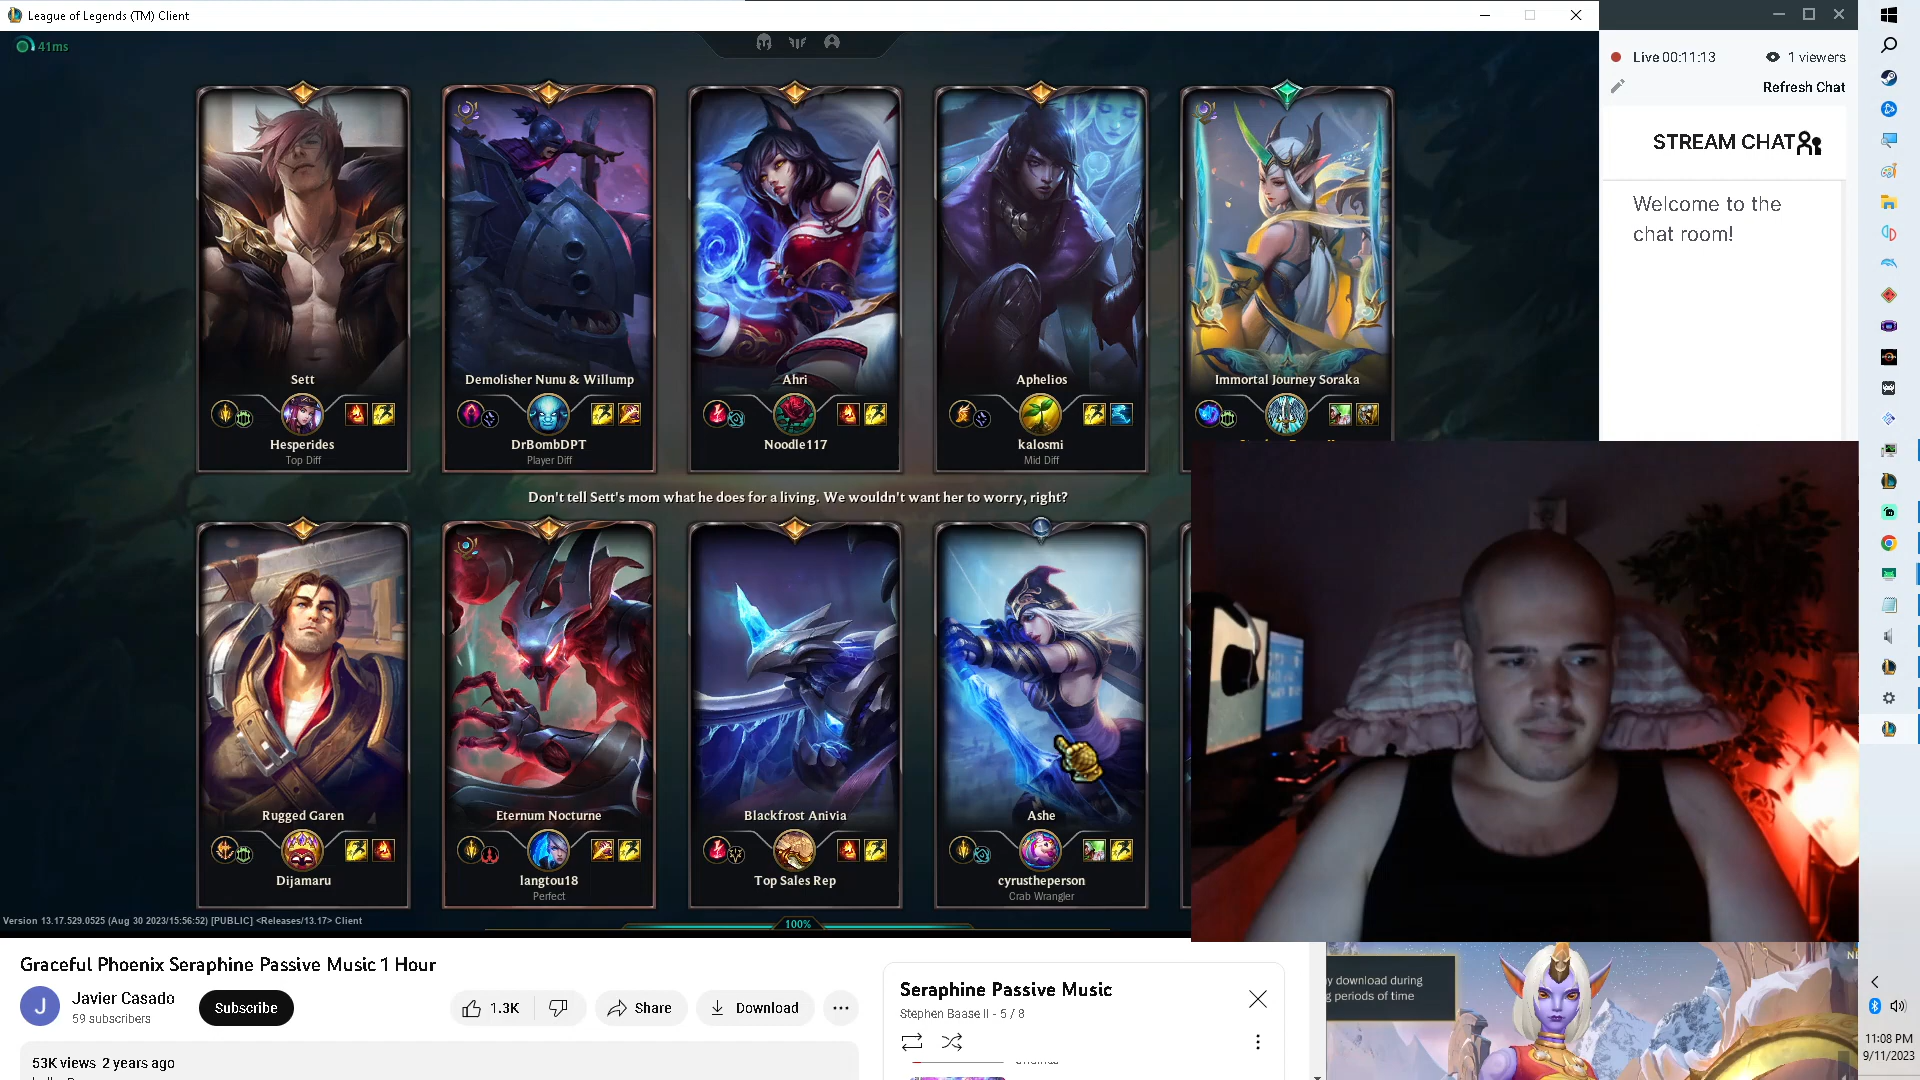 League of Legends (TM) Client
41ms
Live 00:11:13
1 viewers
Refresh Chat
STREAM CHAT
Welcome to the
chat room!
Sett
Hesperides
Top Diff
Demolisher Nunu & Willump
DrBombDPT
Player Diff
Ahri
Noodle117
Aphelios
kalosmi
Mid Diff
Immortal Journey Soraka
Don't tell Sett's mom what he does for a living. We wouldn't want her to worry, right?
Rugged Garen
Dijamaru
Eternum Nocturne
langtou18
Perfect
Blackfrost Anivia
Top Sales Rep
Ashe
cyrustheperson
Crab Wrangler
Version 13.17.529.0525 (Aug 30 2023/15:56:52) [PUBLIC] <Releases/13.17> Client
100%
Graceful Phoenix Seraphine Passive Music 1 Hour
J
Javier Casado
59 subscribers
Subscribe
1.3K
Share
Download
53K views 2 years ago
Seraphine Passive Music
Stephen Baase II - 5 / 8
y download during
g periods of time
NE
11:08 PM
9/11/2023